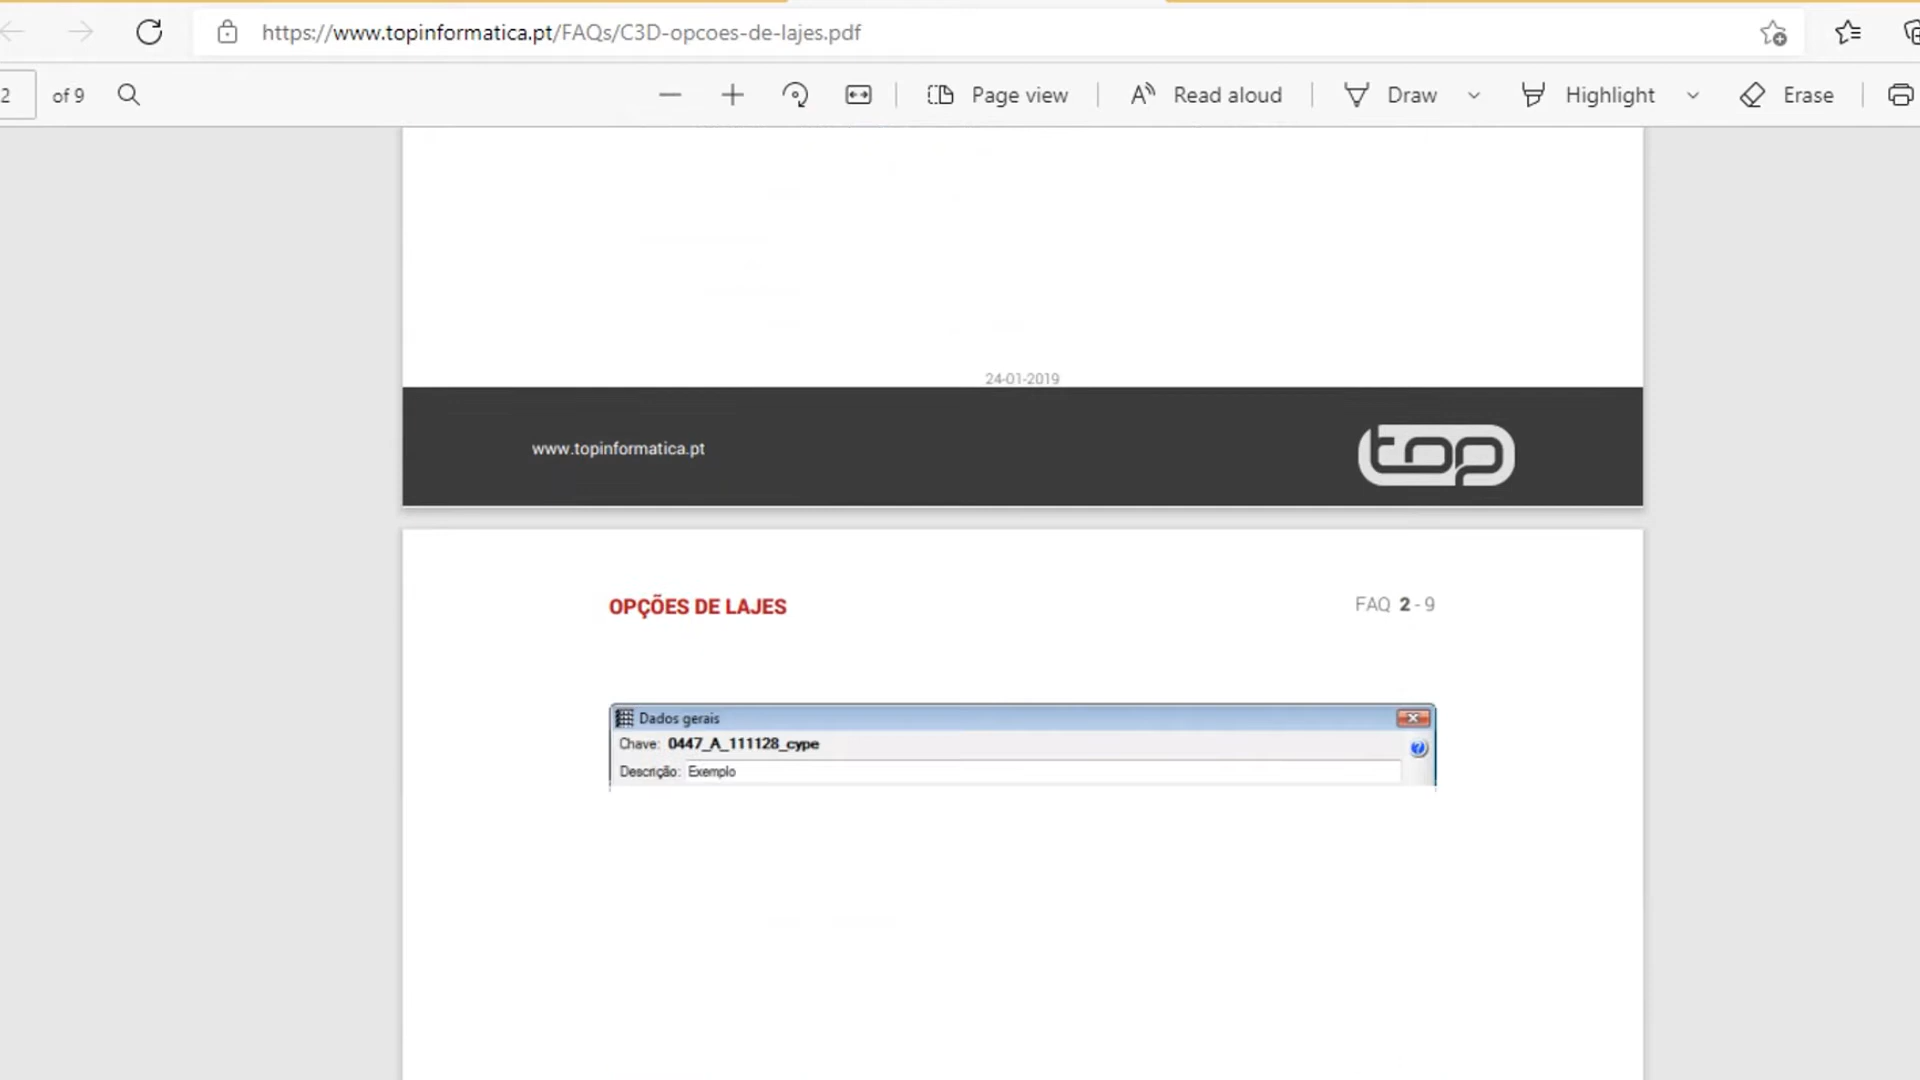 https://www.topinformatica.pt/FAQs/C3D-opcoes-de-lajes.pdf
2 of 9 Page view Read aloud Draw Highlight Erase
24-01-2019
www.topinformatica.pt top
OPÇÕES DE LAJES FAQ 2 - 9
Dados gerais
Chave: 0447_A_111128_cype
Descrição: Exemplo